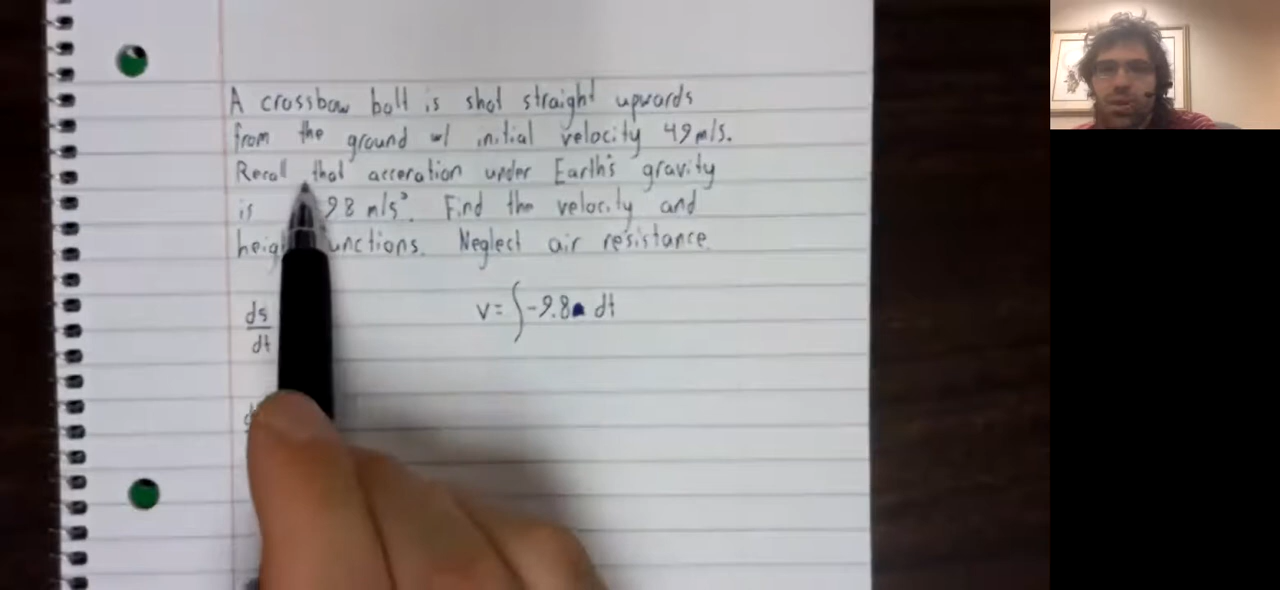 A crossbow bolt is shot straight upwards
from the ground w/ initial velocity 49 m/s.
Recall that acceration under Earth's gravity
is 9.8 m/s². Find the velocity and
unctions. Neglect air resistance
ds
dt
v = ∫ -9.8 dt